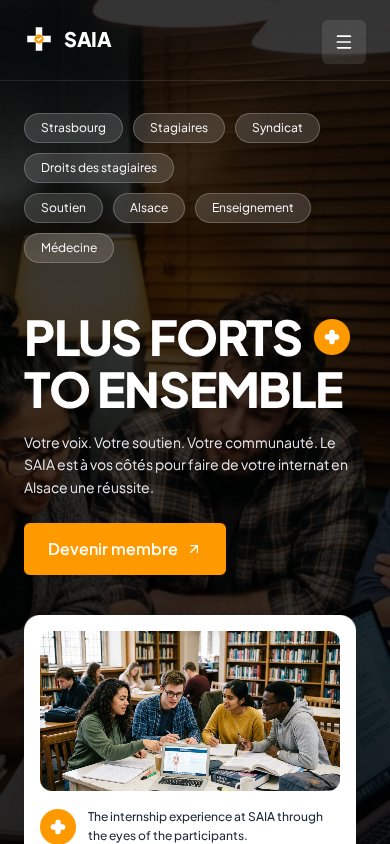 SAIA
Strasbourg
Stagiaires
Syndicat
Droits des stagiaires
Soutien
Alsace
Enseignement
Médecine
PLUS FORTS
TO ENSEMBLE
Votre voix. Votre soutien. Votre communauté. Le
SAIA est à vos côtés pour faire de votre internat en
Alsace une réussite.
Devenir membre
The internship experience at SAIA through
the eyes of the participants.